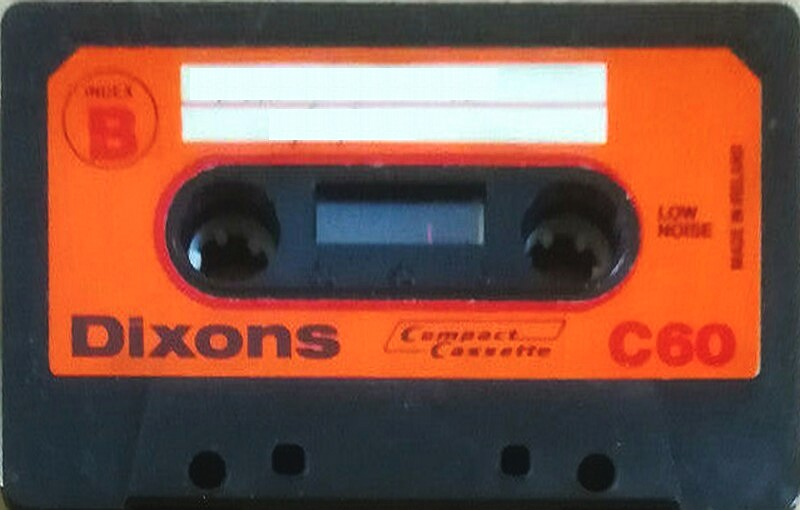 INDEX
B
LOW
NOISE
MADE IN IRELAND
Dixons
Compact
Cassette
C60